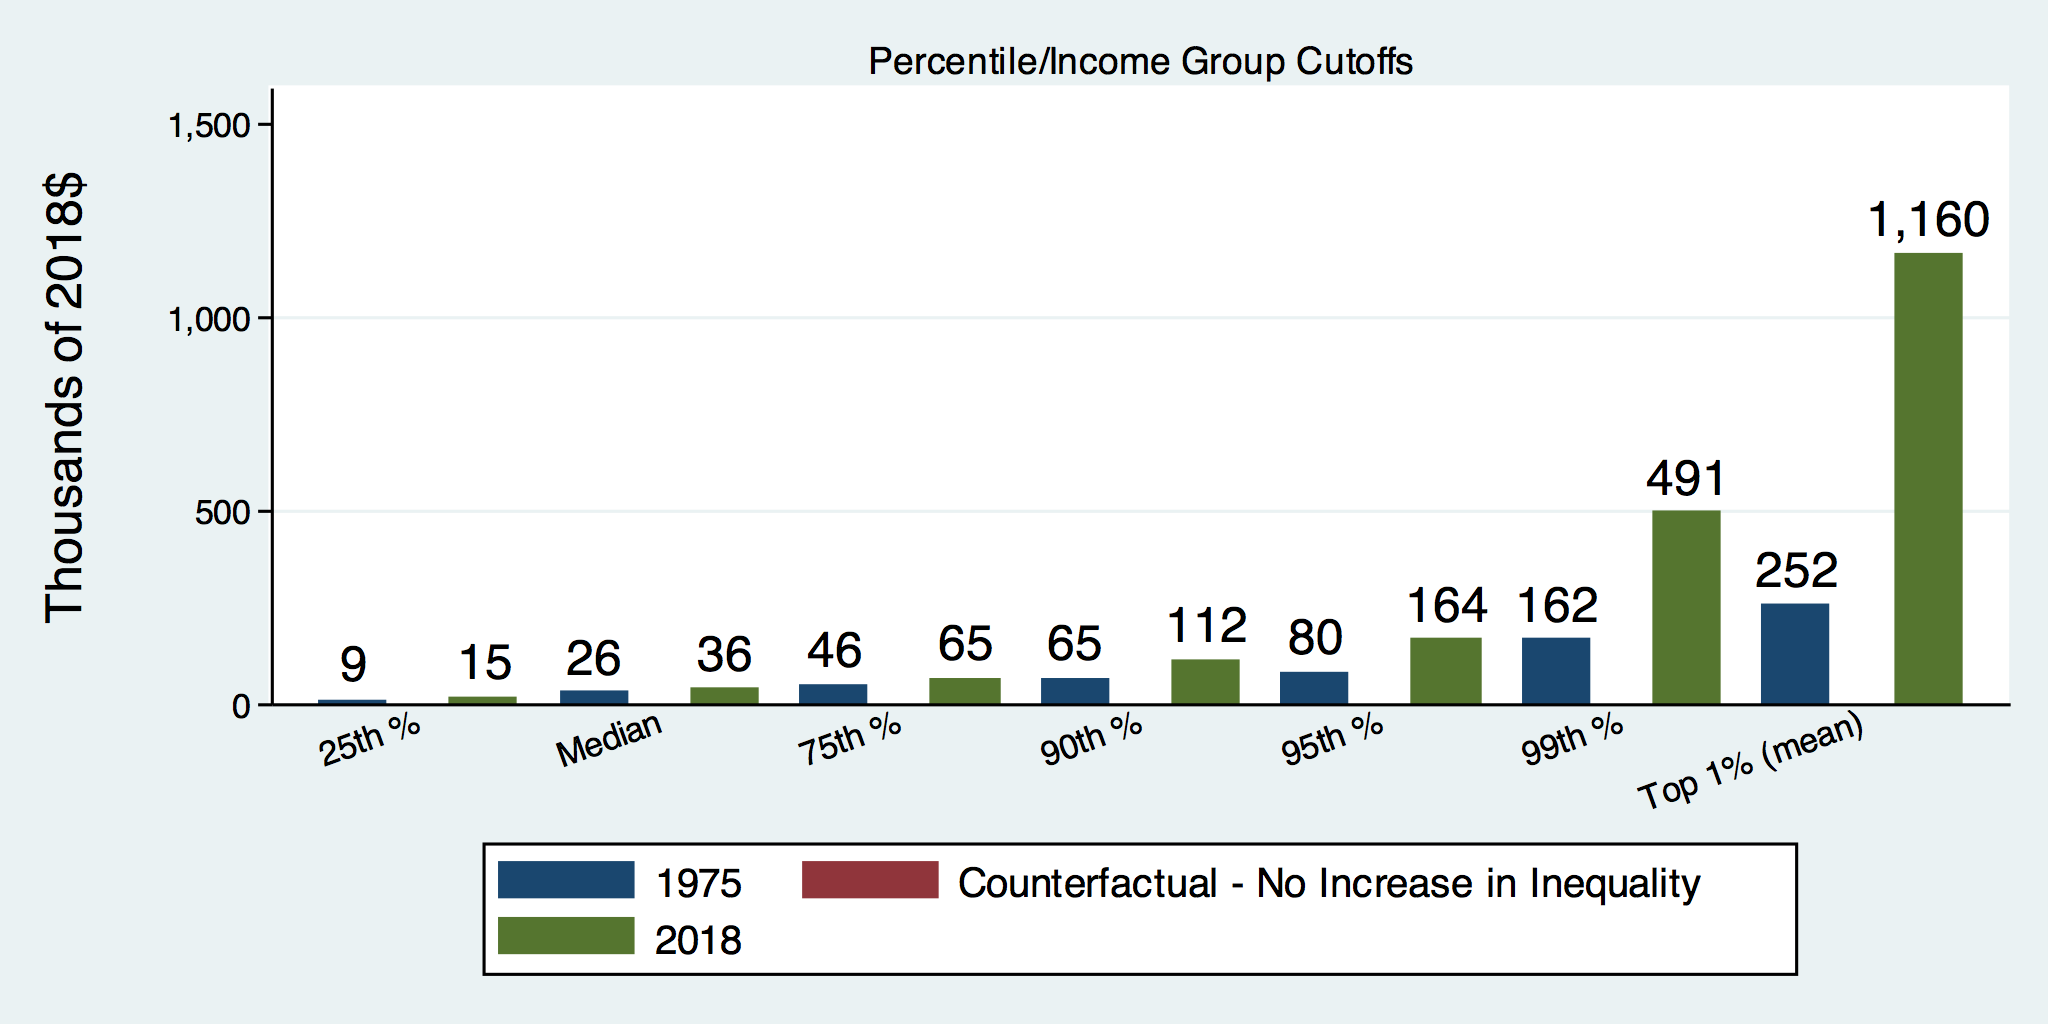 Percentile/Income Group Cutoffs
Thousands of 2018$
1,500
1,000
500
0
9
15
26
36
46
65
65
112
80
164
162
491
252
1,160
25th %
Median
75th %
90th %
95th %
99th %
Top 1% (mean)
1975
Counterfactual - No Increase in Inequality
2018